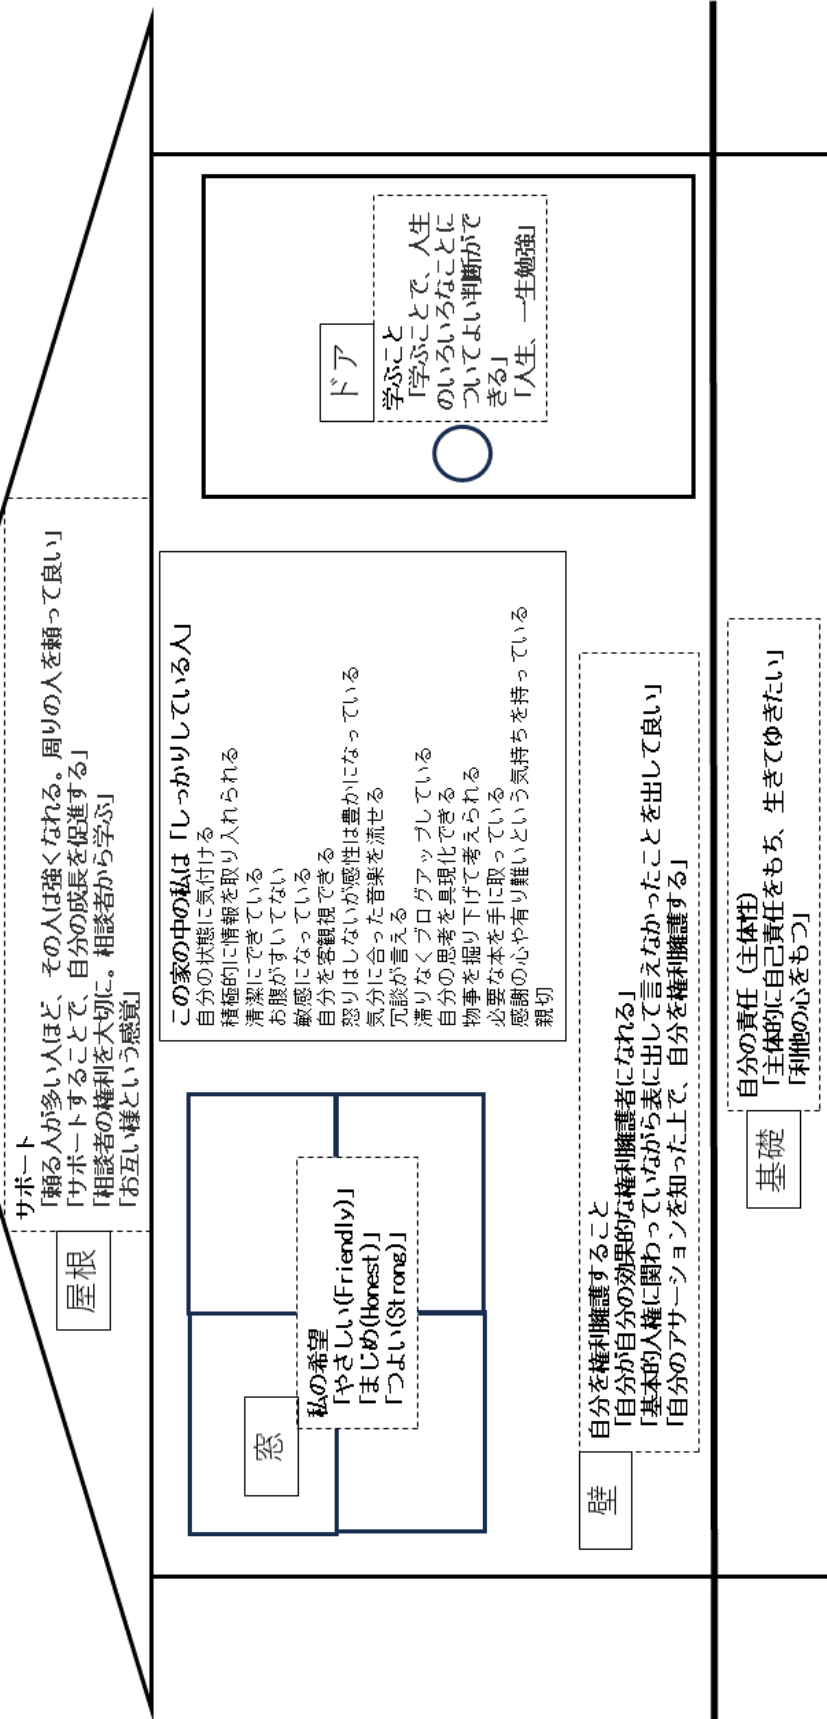 屋根
サポート
「頼る人が多い人ほど、その人は強くなれる。周りの人を頼って良い」
「サポートすることで、自分の成長を促進する」
「相談者の権利を大切に。相談者から学ぶ」
「お互い様という感覚」
窓
私の希望
「やさしい(Friendly)」
「まじめ(Honest)」
「つよい(Strong)」
この家の中の私は「しっかりしている人」
自分の状態に気付ける
積極的に情報を取り入れられる
清潔にできている
お腹がすいてない
敏感になっている
自分を客観視できる
怒りはしないが感性は豊かになっている
気分に合った音楽を流せる
冗談が言える
滞りなくブログアップしている
自分の思考を具現化できる
物事を掘り下げて考えられる
必要な本を手に取っている
感謝の心や有り難いという気持ちを持っている
親切
ドア
学ぶこと
「学ぶことで、人生
のいろいろなことに
ついてよい判断がで
きる」
「人生、一生勉強」
壁
自分を権利擁護すること
「自分が自分の効果的な権利擁護者になれる」
「基本的人権に関わっていながら表に出して言えなかったことを出して良い」
「自分のアサーションを知った上で、自分を権利擁護する」
基礎
自分の責任（主体性）
「主体的に自己責任をもち、生きてゆきたい」
「利他の心をもつ」